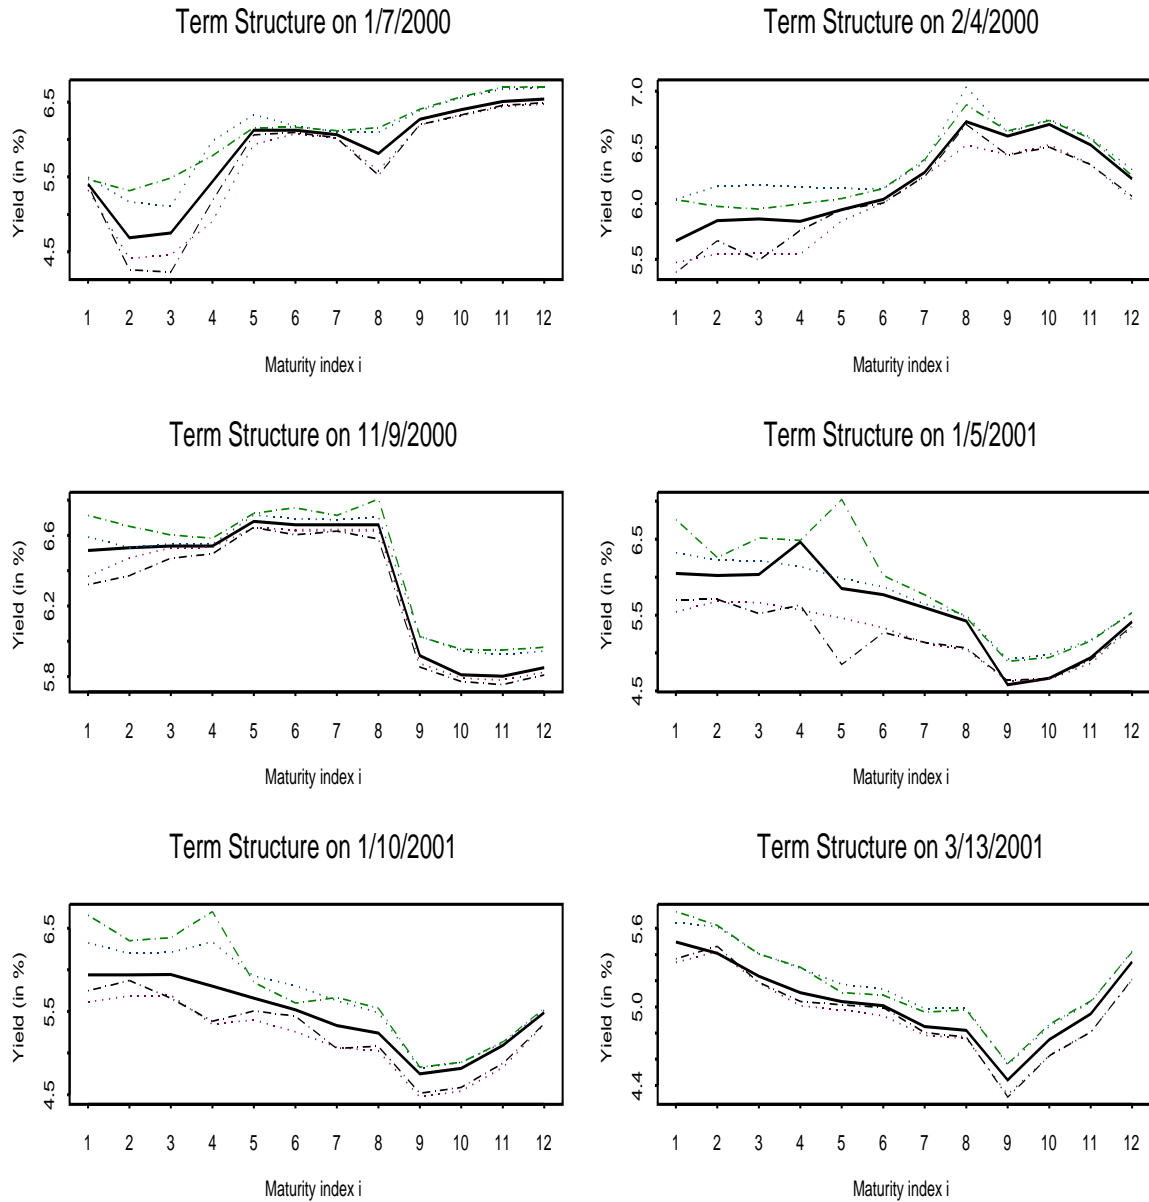 Term Structure on 1/7/2000
Yield (in %)
6.5
5.5
4.5
1 2 3 4 5 6 7 8 9 10 11 12
Maturity index i
Term Structure on 2/4/2000
Yield (in %)
7.0
6.5
6.0
5.5
1 2 3 4 5 6 7 8 9 10 11 12
Maturity index i
Term Structure on 11/9/2000
Yield (in %)
6.6
6.2
5.8
1 2 3 4 5 6 7 8 9 10 11 12
Maturity index i
Term Structure on 1/5/2001
Yield (in %)
6.5
5.5
4.5
1 2 3 4 5 6 7 8 9 10 11 12
Maturity index i
Term Structure on 1/10/2001
Yield (in %)
6.5
5.5
4.5
1 2 3 4 5 6 7 8 9 10 11 12
Maturity index i
Term Structure on 3/13/2001
Yield (in %)
5.6
5.0
4.4
1 2 3 4 5 6 7 8 9 10 11 12
Maturity index i